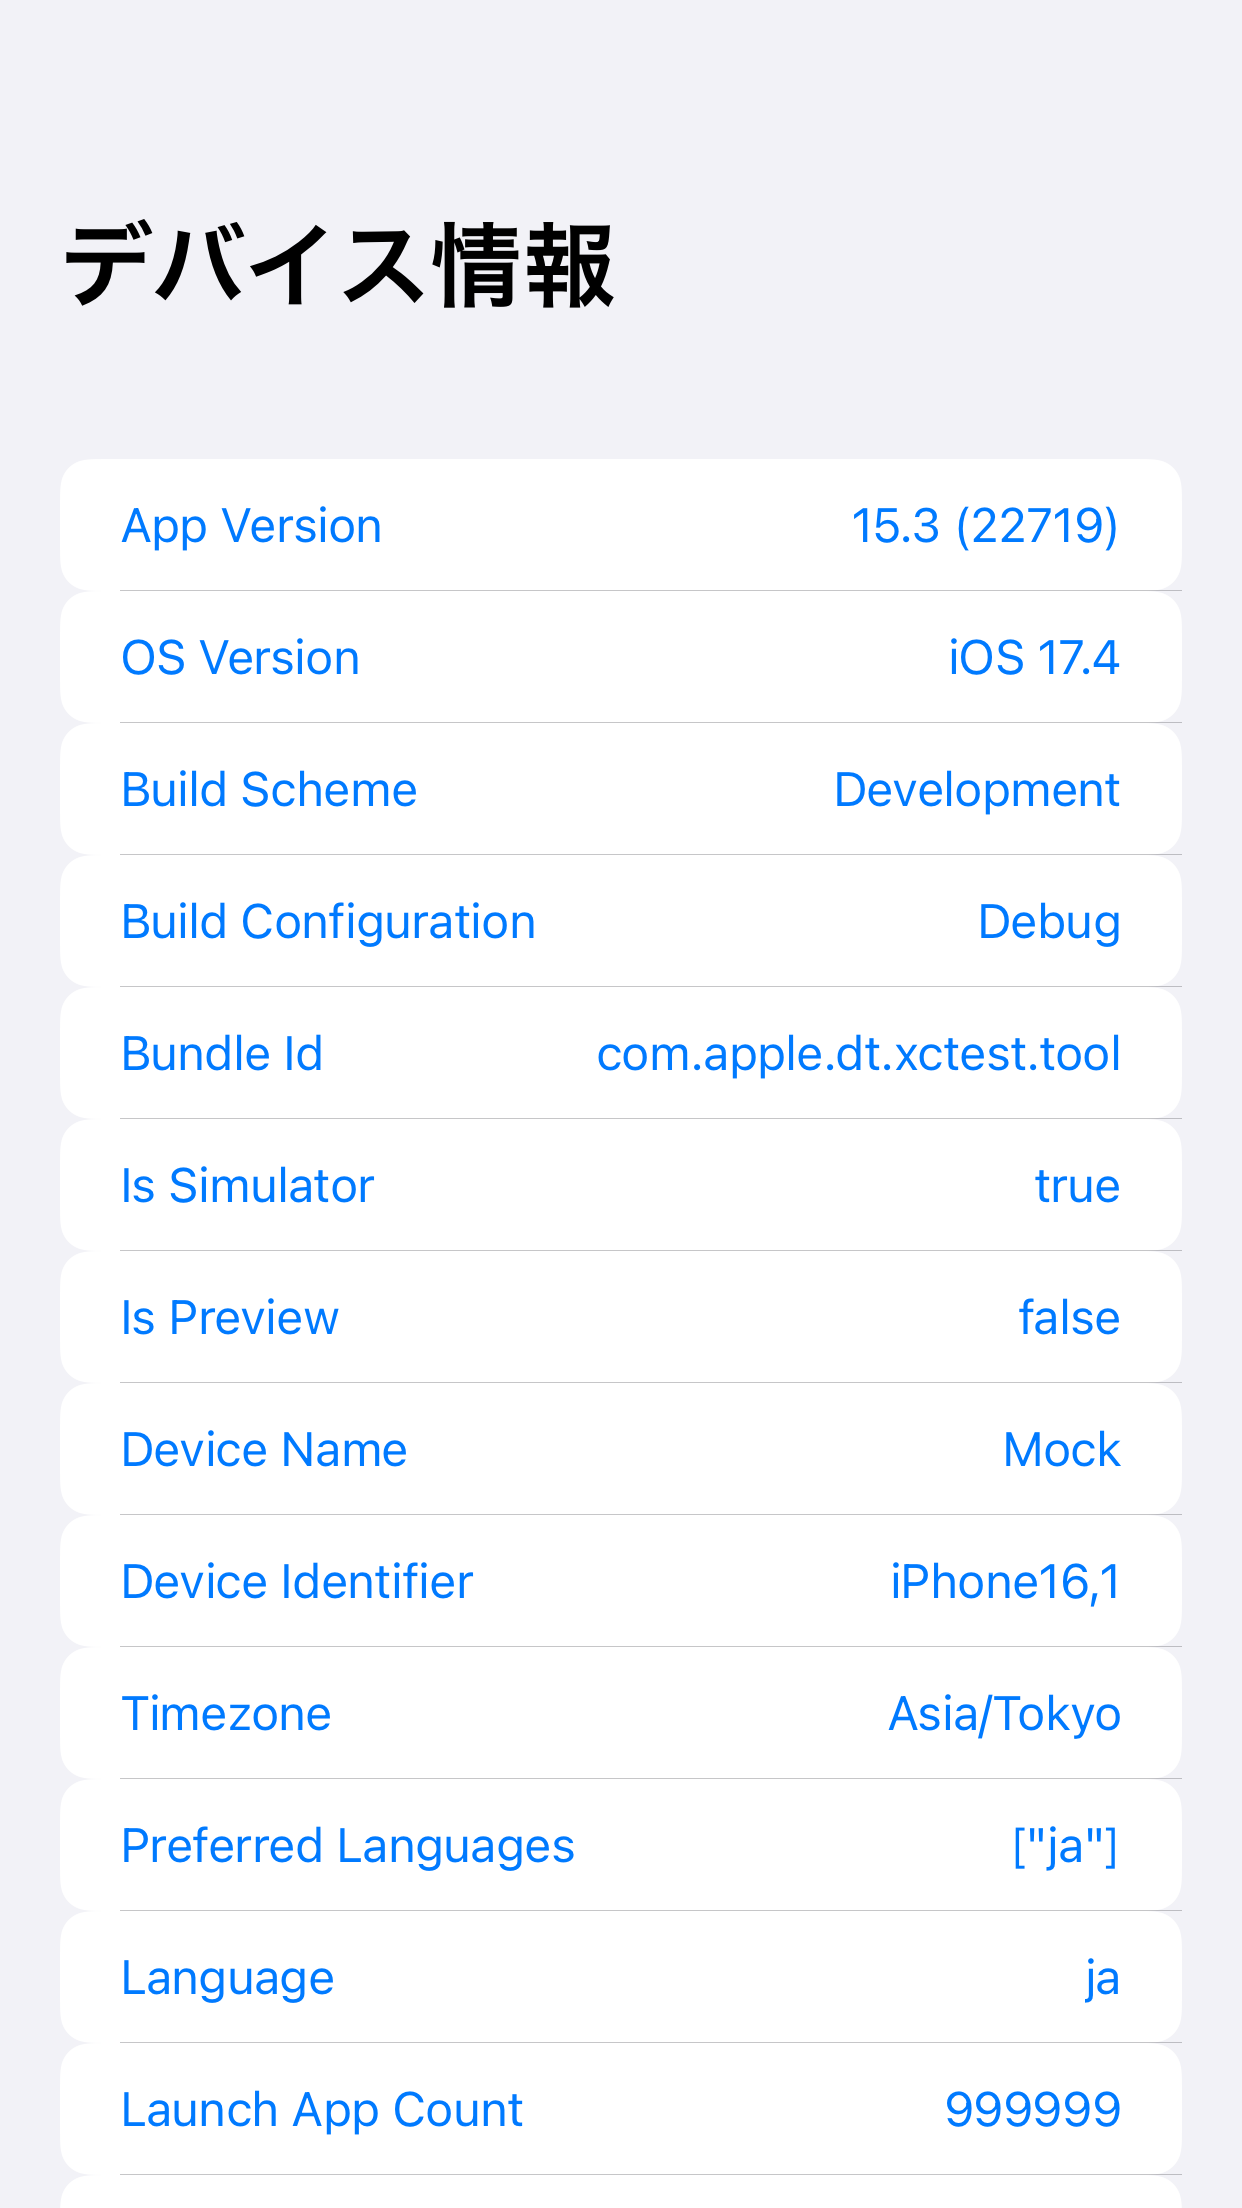 デバイス情報
App Version 15.3 (22719)
OS Version iOS 17.4
Build Scheme Development
Build Configuration Debug
Bundle Id com.apple.dt.xctest.tool
Is Simulator true
Is Preview false
Device Name Mock
Device Identifier iPhone16,1
Timezone Asia/Tokyo
Preferred Languages ["ja"]
Language ja
Launch App Count 999999